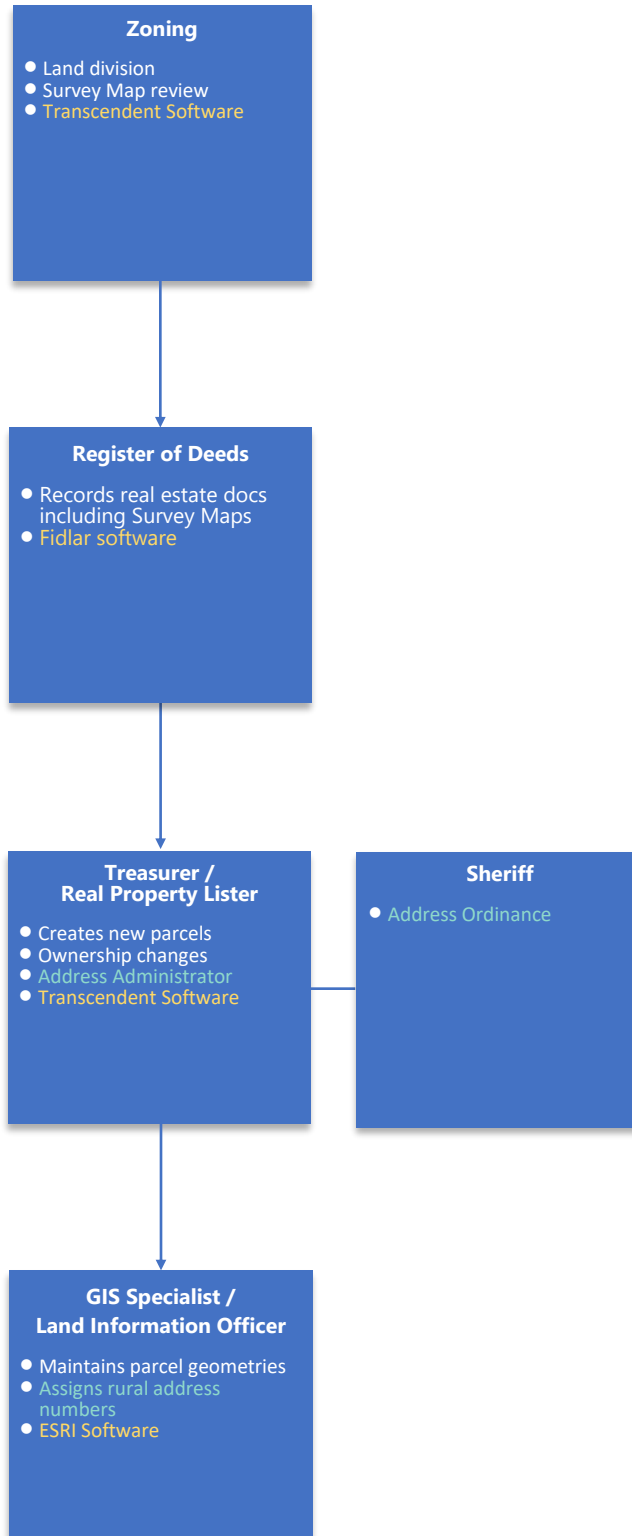 Zoning
● Land division
● Survey Map review
● Transcendent Software
Register of Deeds
● Records real estate docs
including Survey Maps
● Fidlar software
Treasurer /
Real Property Lister
● Creates new parcels
● Ownership changes
● Address Administrator
● Transcendent Software
Sheriff
● Address Ordinance
GIS Specialist /
Land Information Officer
● Maintains parcel geometries
● Assigns rural address
numbers
● ESRI Software